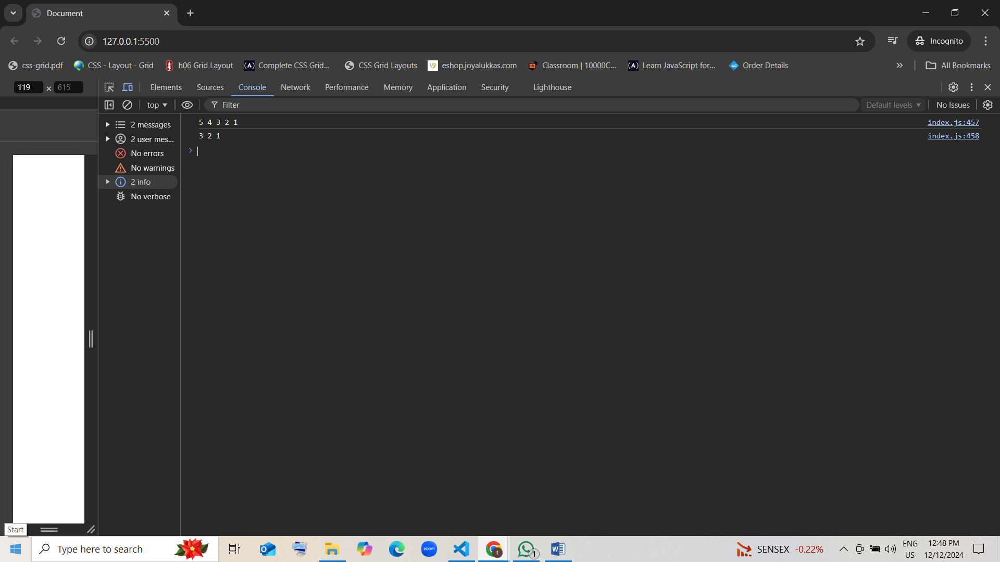 Document
127.0.0.1:5500
Incognito
css-grid.pdf
CSS - Layout - Grid
h06 Grid Layout
Complete CSS Grid...
CSS Grid Layouts
eshop.joyalukkas.com
Classroom | 10000C...
Learn JavaScript for...
Order Details
All Bookmarks
119 × 615
Elements
Sources
Console
Network
Performance
Memory
Application
Security
Lighthouse
top
Filter
Default levels
No Issues
2 messages
2 user mes...
No errors
No warnings
2 info
No verbose
5 4 3 2 1
index.js:457
3 2 1
index.js:458
Start
Type here to search
zoom
t
1
SENSEX -0.22%
ENG
US
12:48 PM
12/12/2024